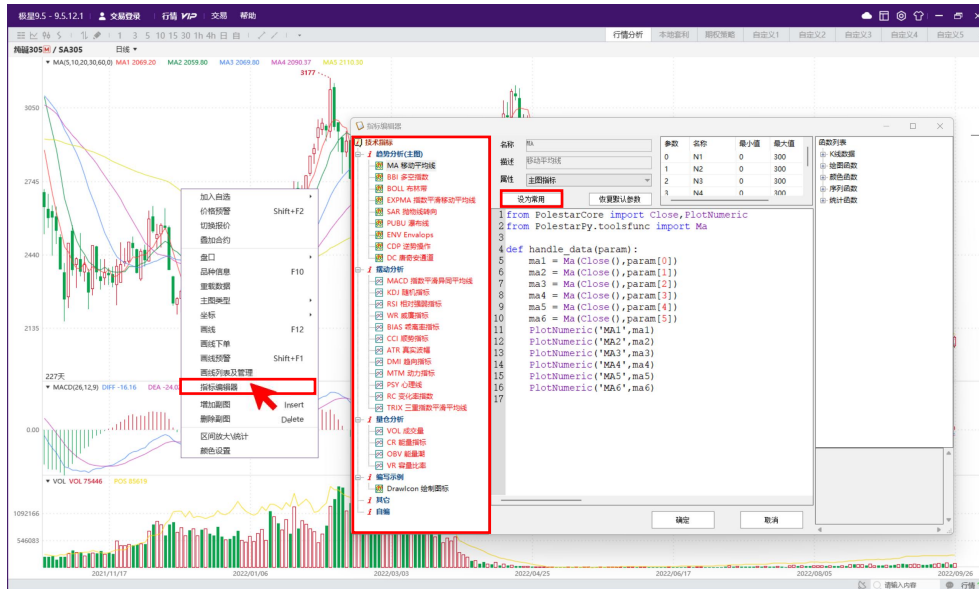 极星9.5 - 9.5.12.1 交易登录 行情 VIP 交易 帮助
1 3 5 10 15 30 1h 4h 日
行情分析 本地套利 期权策略 自定义1 自定义2 自定义3 自定义4 自定义5
纯碱305 M / SA305 日线
MA(5,10,20,30,60,0) MA1 2069.20 MA2 2059.80 MA3 2069.80 MA4 2090.37 MA5 2110.30
3177
3050
2745
2440
2135
227天
MACD(26,12,9) DIFF -16.16 DEA -24.0
0.00
VOL VOL 75446 POS 85619
1092166
546083
2021/11/17 2022/01/06 2022/03/03 2022/04/25 2022/06/17 2022/08/05 2022/09/26
请输入内容 行情
加入自选
价格预警 Shift+F2
切换报价
叠加合约
盘口
品种信息 F10
重载数据
主图类型
坐标
画线 F12
画线下单
画线预警 Shift+F1
画线列表及管理
指标编辑器
增加副图 Insert
删除副图 Delete
区间放大\统计
颜色设置
指标编辑器
技术指标
趋势分析(主图)
MA 移动平均线
BBI 多空指数
BOLL 布林带
EXPMA 指数平滑移动平均线
SAR 抛物线转向
PUBU 瀑布线
ENV Envalops
CDP 逆势操作
DC 唐奇安通道
摆动分析
MACD 指数平滑异同平均线
KDJ 随机指标
RSI 相对强弱指标
WR 威廉指标
BIAS 乖离率指标
CCI 顺势指标
ATR 真实波幅
DMI 趋向指标
MTM 动力指标
PSY 心理线
RC 变化率指数
TRIX 三重指数平滑平均线
量仓分析
VOL 成交量
CR 能量指标
OBV 能量潮
VR 容量比率
编写示例
DrawIcon 绘制图标
其它
自编
名称 MA
描述 移动平均线
属性 主图指标
设为常用 恢复默认参数
参数 名称 最小值 最大值
0 N1 0 300
1 N2 0 300
2 N3 0 300
3 N4 0 300
函数列表
K线数据
绘图函数
颜色函数
序列函数
统计函数
1 from PolestarCore import Close,PlotNumeric
2 from PolestarPy.toolsfunc import Ma
3
4 def handle_data(param):
5 ma1 = Ma(Close(),param[0])
6 ma2 = Ma(Close(),param[1])
7 ma3 = Ma(Close(),param[2])
8 ma4 = Ma(Close(),param[3])
9 ma5 = Ma(Close(),param[4])
10 ma6 = Ma(Close(),param[5])
11 PlotNumeric('MA1',ma1)
12 PlotNumeric('MA2',ma2)
13 PlotNumeric('MA3',ma3)
14 PlotNumeric('MA4',ma4)
15 PlotNumeric('MA5',ma5)
16 PlotNumeric('MA6',ma6)
17
确定 取消